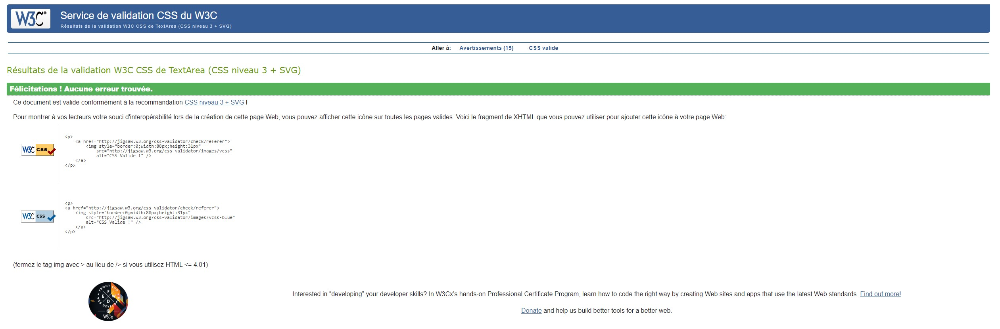 W3C®
Service de validation CSS du W3C
Résultats de la validation W3C CSS de TextArea (CSS niveau 3 + SVG)
Aller à: Avertissements (15) CSS valide
Résultats de la validation W3C CSS de TextArea (CSS niveau 3 + SVG)
Félicitations ! Aucune erreur trouvée.
Ce document est valide conformément à la recommandation CSS niveau 3 + SVG !
Pour montrer à vos lecteurs votre souci d'interopérabilité lors de la création de cette page Web, vous pouvez afficher cette icône sur toutes les pages valides. Voici le fragment de XHTML que vous pouvez utiliser pour ajouter cette icône à votre page Web:
W3C css
<p>
<a href="http://jigsaw.w3.org/css-validator/check/referer">
<img style="border:0;width:88px;height:31px"
src="http://jigsaw.w3.org/css-validator/images/vcss"
alt="CSS Valide !" />
</a>
</p>
W3C css
<p>
<a href="http://jigsaw.w3.org/css-validator/check/referer">
<img style="border:0;width:88px;height:31px"
src="http://jigsaw.w3.org/css-validator/images/vcss-blue"
alt="CSS Valide !" />
</a>
</p>
(fermez le tag img avec > au lieu de /> si vous utilisez HTML <= 4.01)
FRONT END
F
E W
D
WEB DEVELOPER
BY
W3Cx
Interested in “developing” your developer skills? In W3Cx’s hands-on Professional Certificate Program, learn how to code the right way by creating Web sites and apps that use the latest Web standards. Find out more!
Donate and help us build better tools for a better web.